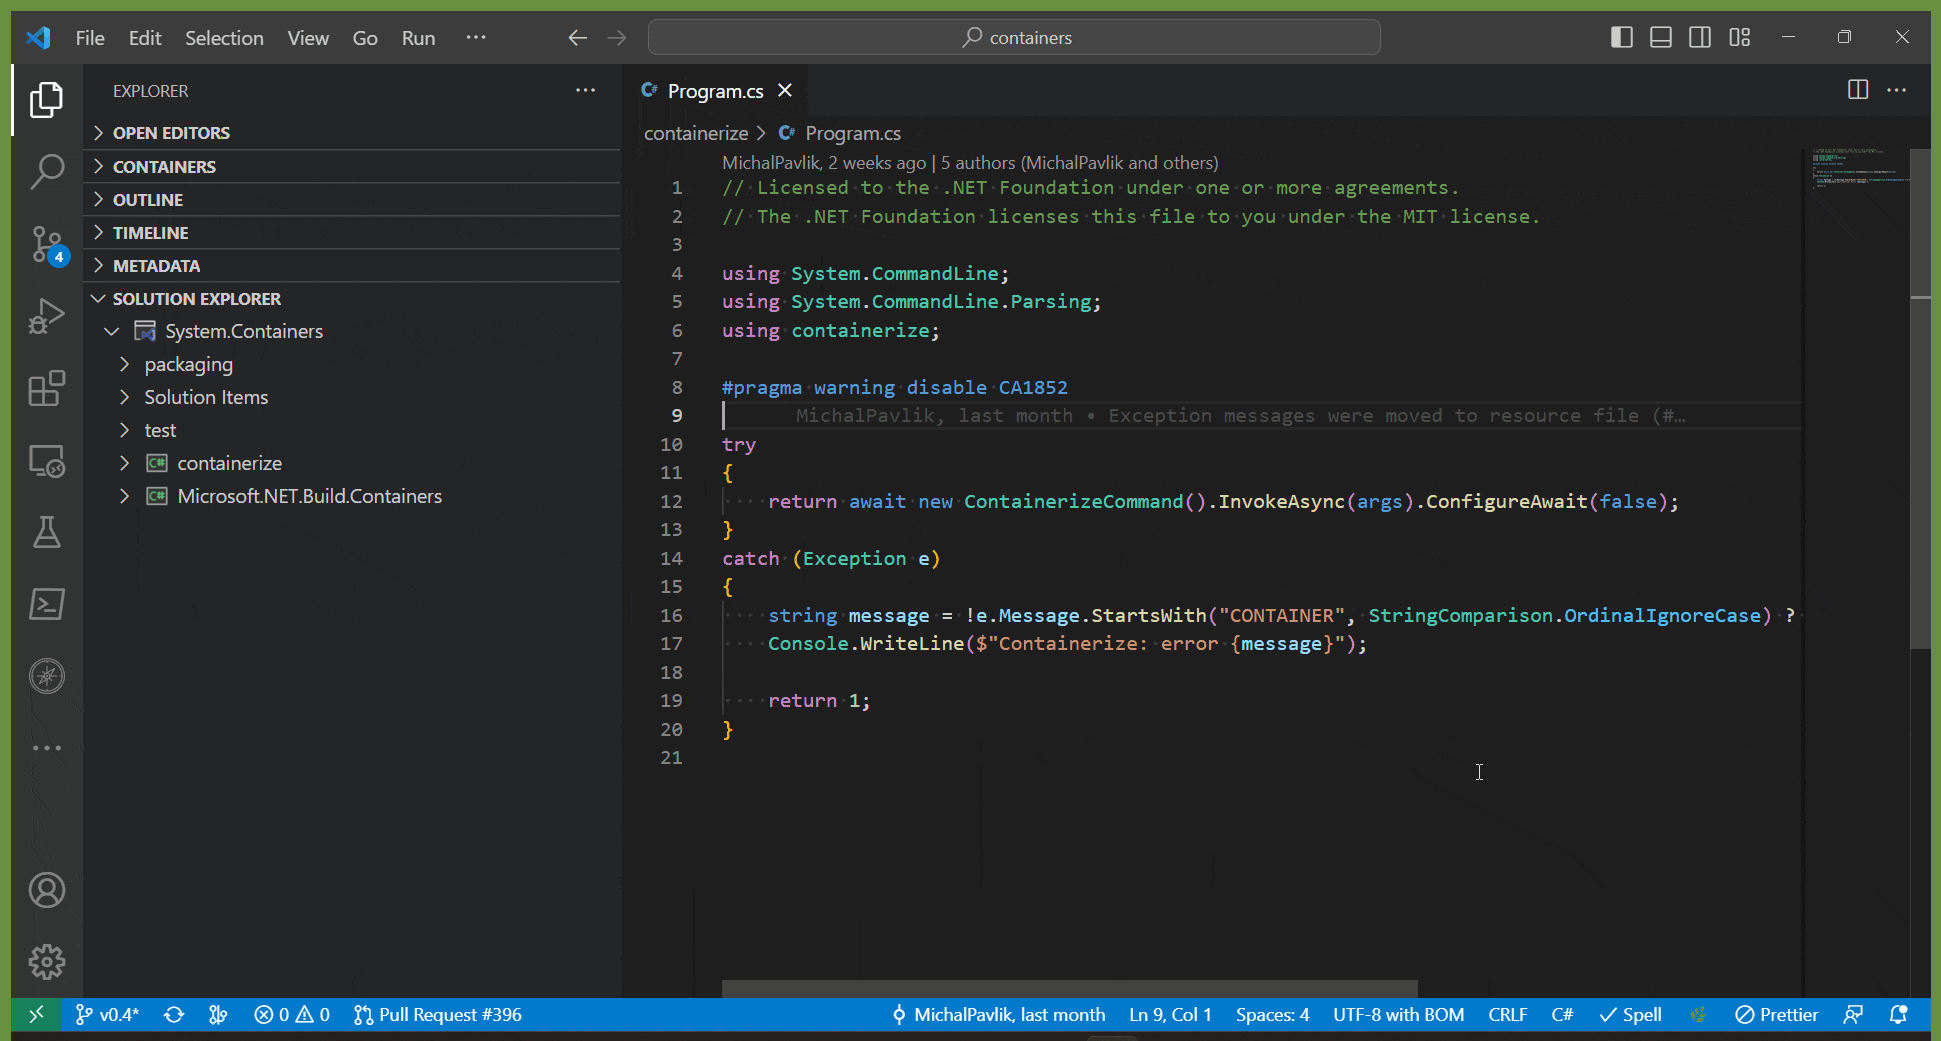 File Edit Selection View Go Run ···
containers
EXPLORER
OPEN EDITORS
CONTAINERS
OUTLINE
TIMELINE
METADATA
SOLUTION EXPLORER
System.Containers
packaging
Solution Items
test
C# containerize
C# Microsoft.NET.Build.Containers
4
C# Program.cs
containerize > C# Program.cs
MichalPavlik, 2 weeks ago | 5 authors (MichalPavlik and others)
1 // Licensed to the .NET Foundation under one or more agreements.
2 // The .NET Foundation licenses this file to you under the MIT license.
3
4 using System.CommandLine;
5 using System.CommandLine.Parsing;
6 using containerize;
7
8 #pragma warning disable CA1852
9 MichalPavlik, last month • Exception messages were moved to resource file (#…
10 try
11 {
12 return await new ContainerizeCommand().InvokeAsync(args).ConfigureAwait(false);
13 }
14 catch (Exception e)
15 {
16 string message = !e.Message.StartsWith("CONTAINER", StringComparison.OrdinalIgnoreCase) ?
17 Console.WriteLine($"Containerize: error {message}");
18
19 return 1;
20 }
21
v0.4* 0 0 Pull Request #396 MichalPavlik, last month Ln 9, Col 1 Spaces: 4 UTF-8 with BOM CRLF C# Spell Prettier